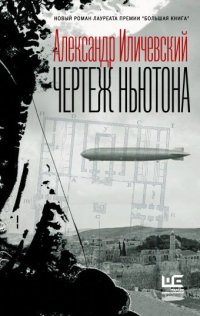 НОВЫЙ РОМАН ЛАУРЕАТА ПРЕМИИ "БОЛЬШАЯ КНИГА"
Александр Иличевский
ЧЕРТЕЖ НЬЮТОНА